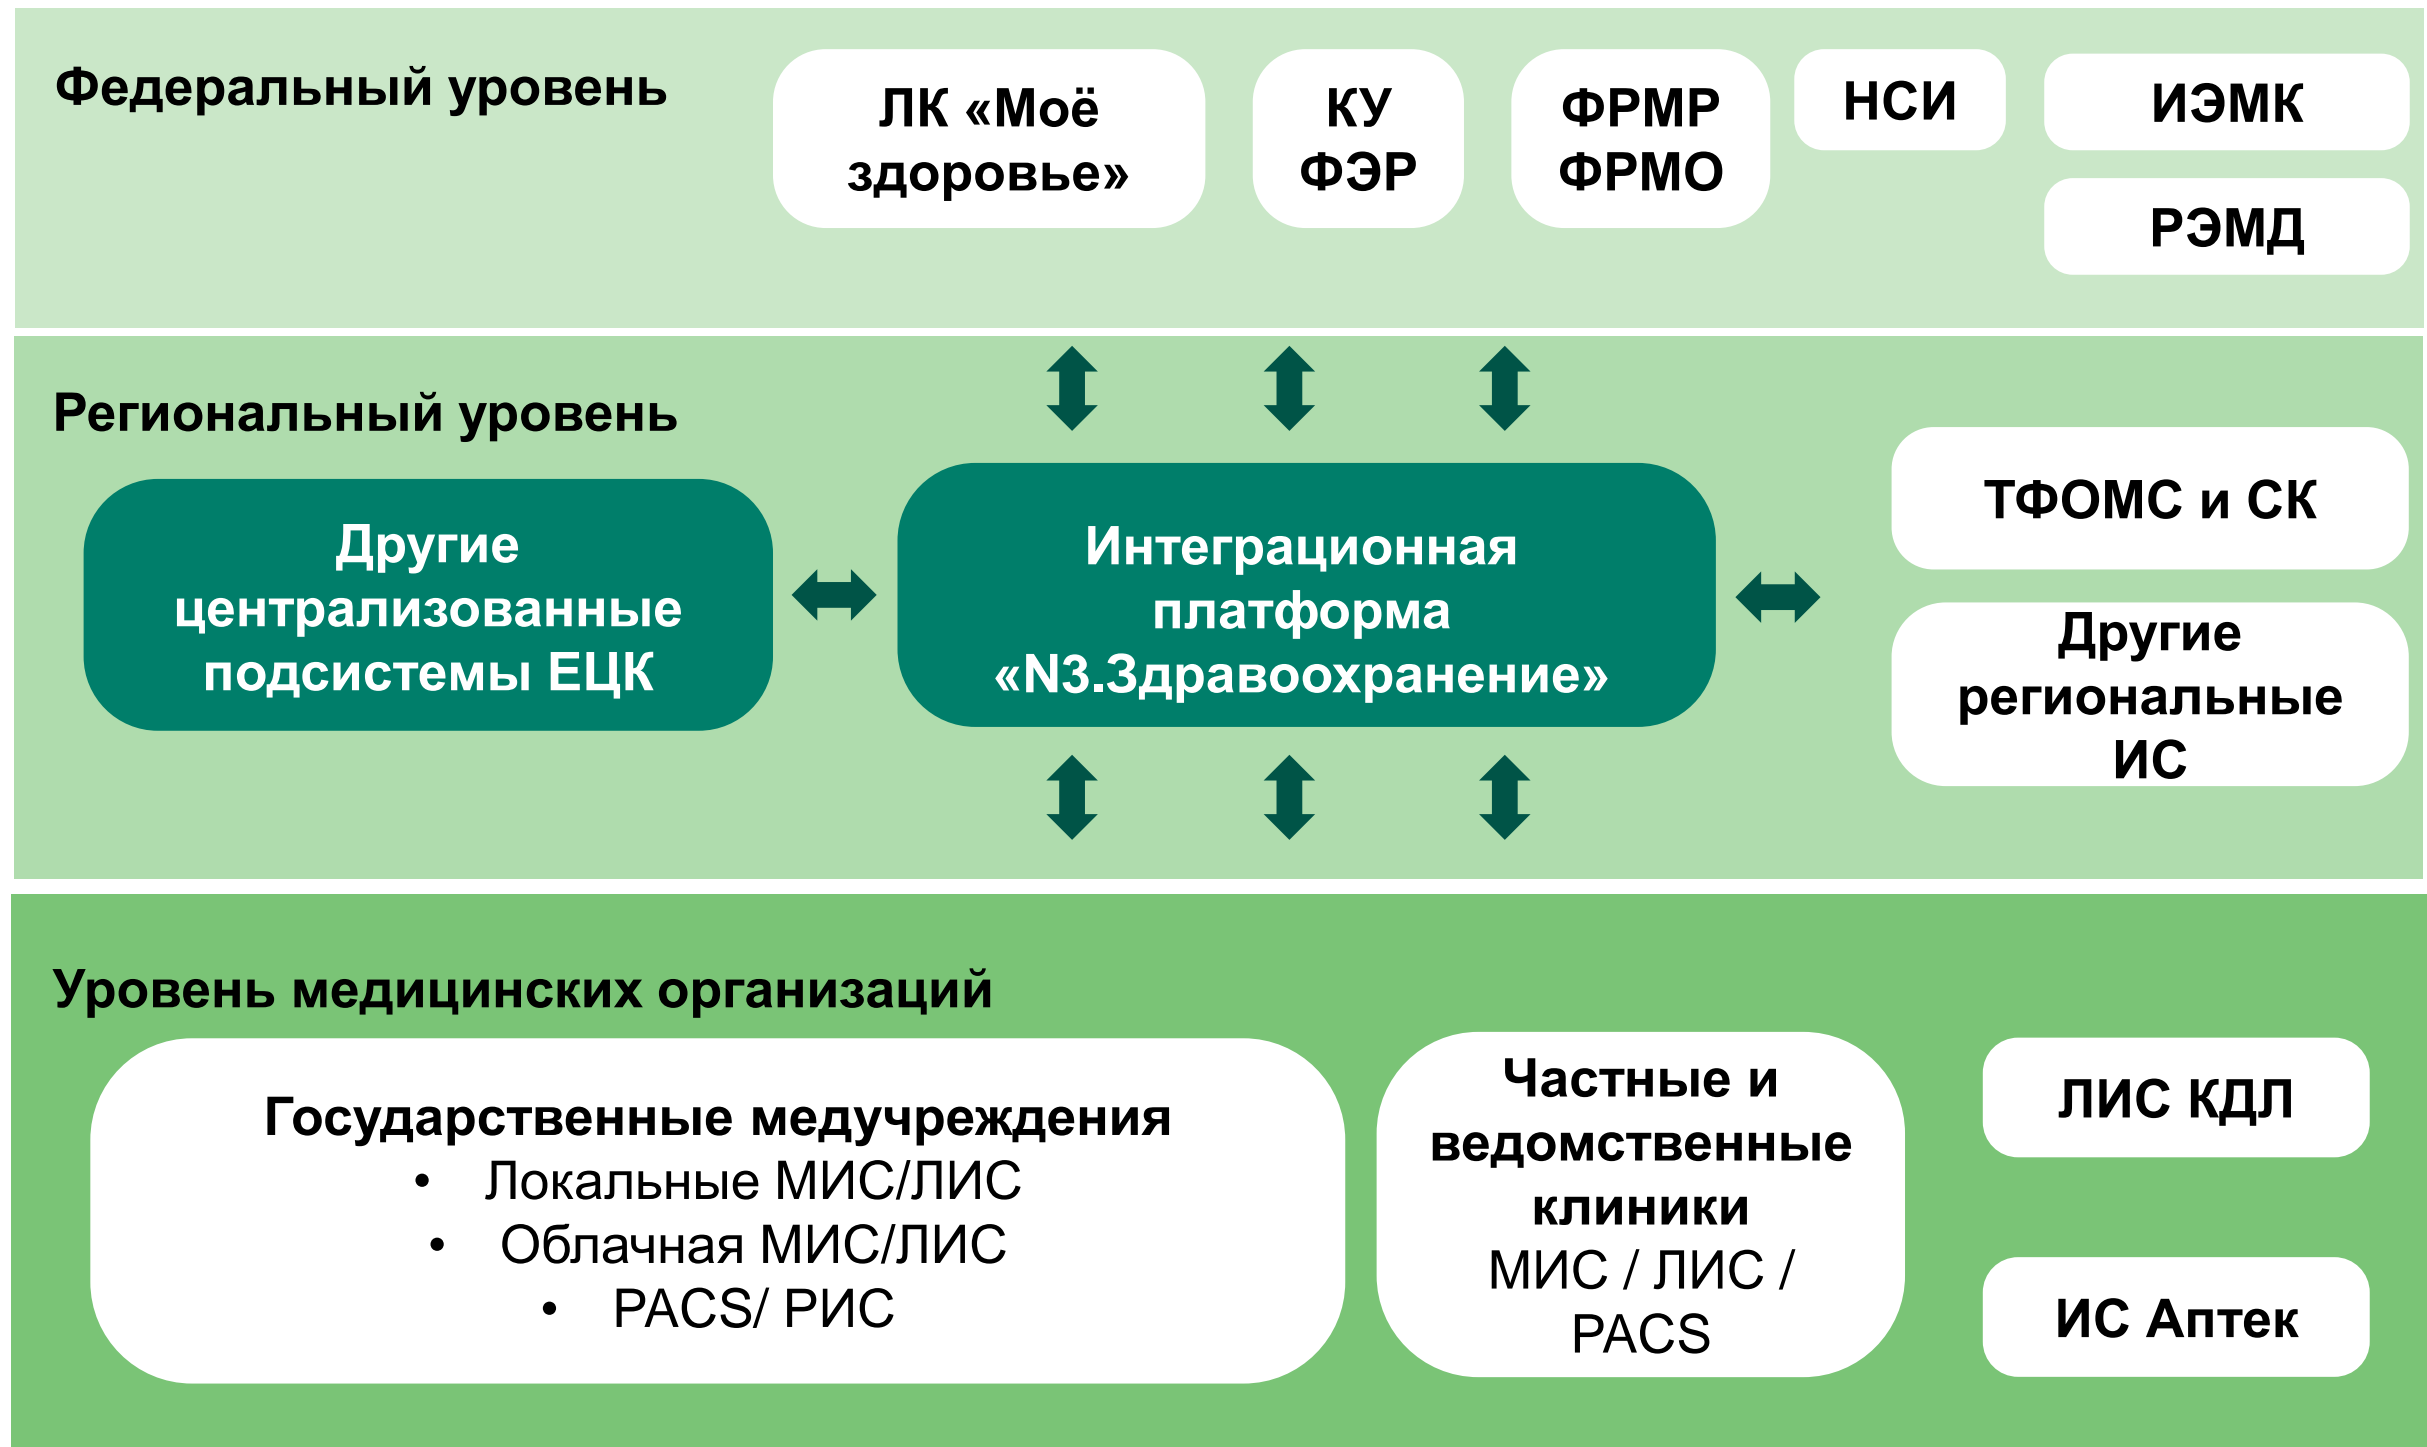 Федеральный уровень
ЛК «Моё
здоровье»
КУ
ФЭР
ФРМР
ФРМО
НСИ
ИЭМК
РЭМД
Региональный уровень
Другие
централизованные
подсистемы ЕЦК
Интеграционная
платформа
«N3.Здравоохранение»
ТФОМС и СК
Другие
региональные
ИС
Уровень медицинских организаций
Государственные медучреждения
• Локальные МИС/ЛИС
• Облачная МИС/ЛИС
• PACS/ РИС
Частные и
ведомственные
клиники
МИС / ЛИС /
PACS
ЛИС КДЛ
ИС Аптек